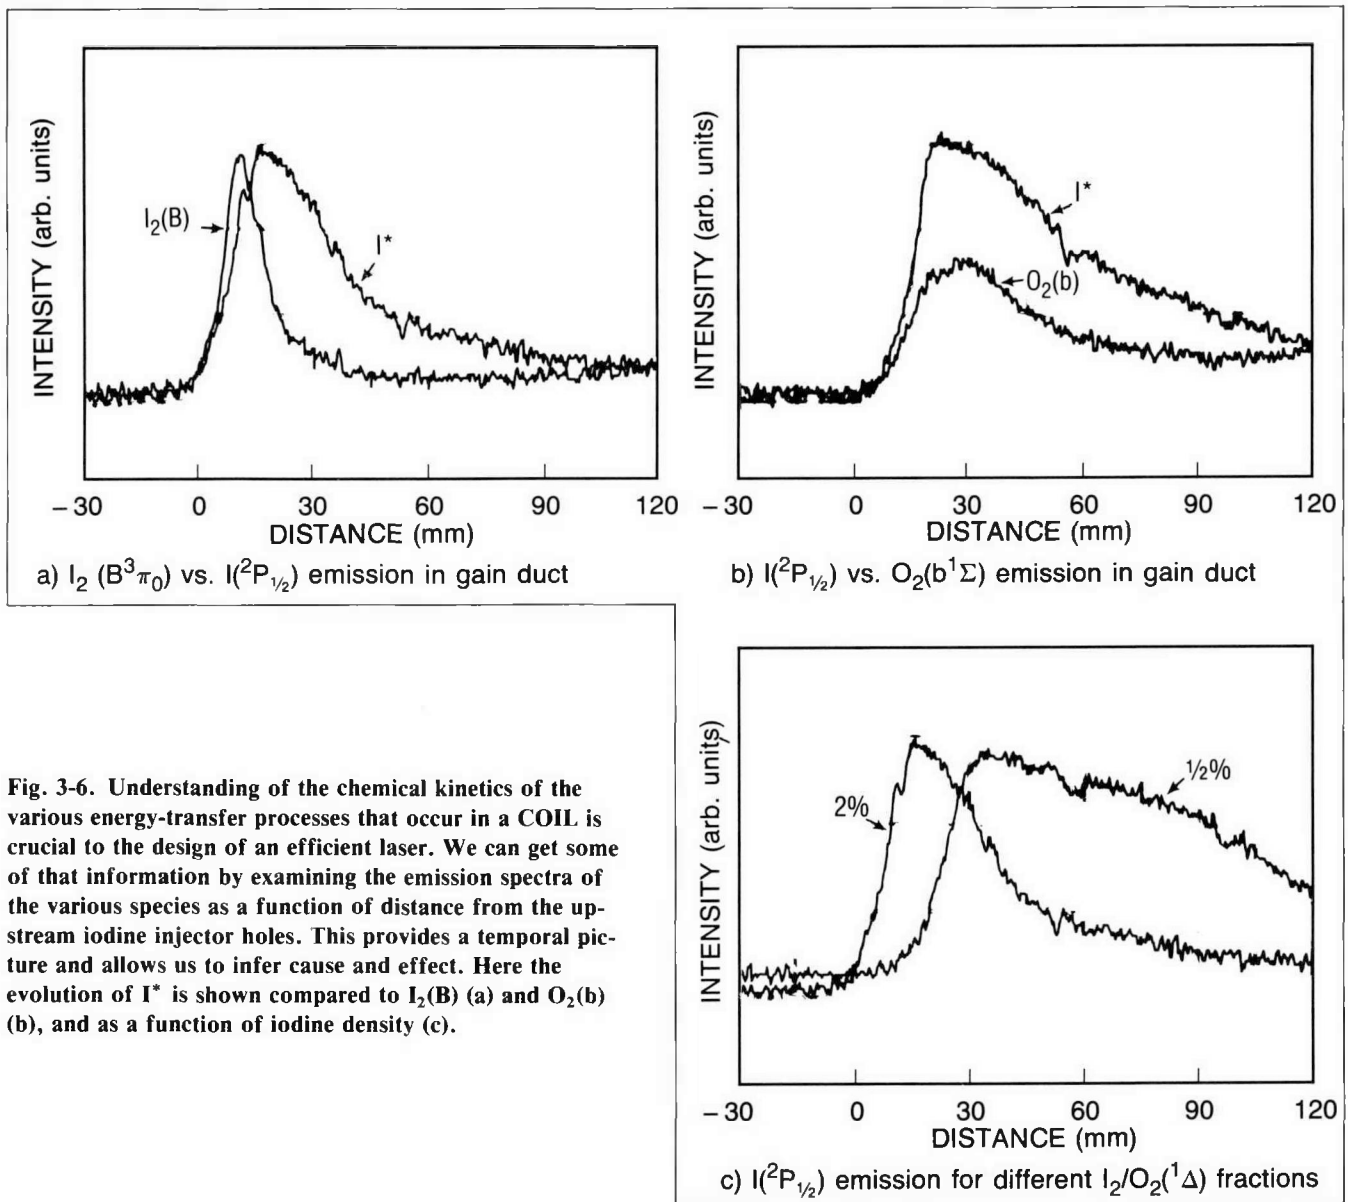 INTENSITY (arb. units)
I₂(B)
I*
−30 0 30 60 90 120
DISTANCE (mm)
a) I₂ (B³π₀) vs. I(²P₁/₂) emission in gain duct
INTENSITY (arb. units)
I*
O₂(b)
−30 0 30 60 90 120
DISTANCE (mm)
b) I(²P₁/₂) vs. O₂(b¹Σ) emission in gain duct
Fig. 3-6. Understanding of the chemical kinetics of the
various energy-transfer processes that occur in a COIL is
crucial to the design of an efficient laser. We can get some
of that information by examining the emission spectra of
the various species as a function of distance from the up-
stream iodine injector holes. This provides a temporal pic-
ture and allows us to infer cause and effect. Here the
evolution of I* is shown compared to I₂(B) (a) and O₂(b)
(b), and as a function of iodine density (c).
INTENSITY (arb. units)
2%
½%
−30 0 30 60 90 120
DISTANCE (mm)
c) I(²P₁/₂) emission for different I₂/O₂(¹Δ) fractions